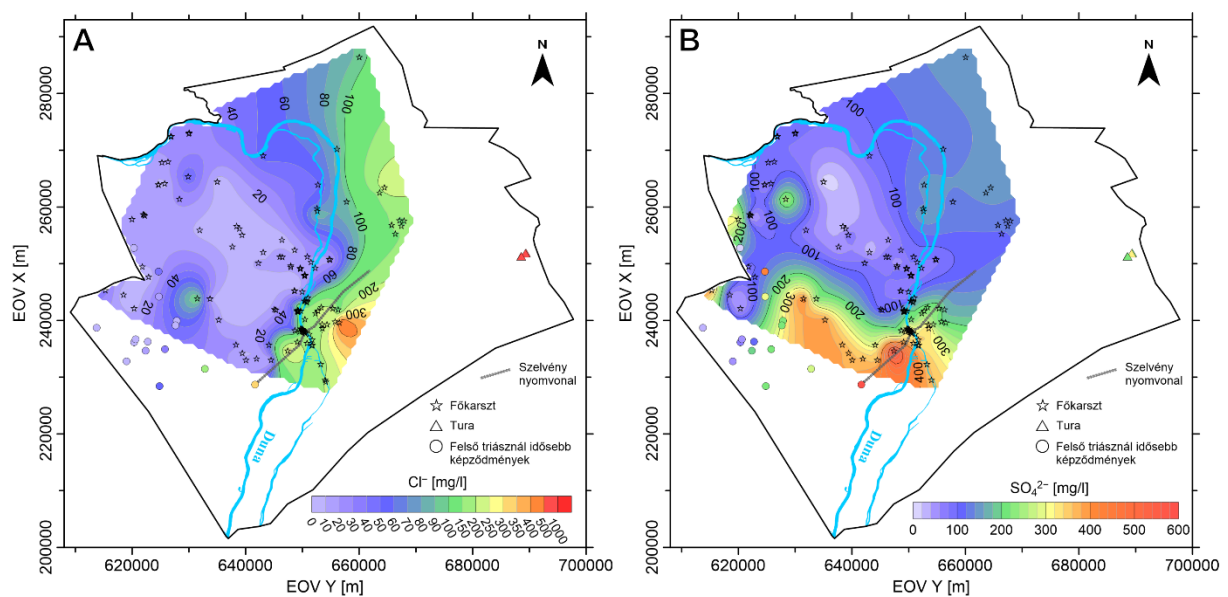 A
N
EOV X [m]
280000
260000
240000
220000
200000
40
60
80
100
20
100
80
60
40
200
20
300
40
20
Szelvény
nyomvonal
Főkarszt
Tura
Felső triásznál idősebb
képződmények
Duna
Cl⁻ [mg/l]
0 10 20 30 40 50 60 70 80 90 100 150 200 250 300 350 400 450 500 1000
620000 640000 660000 680000 700000
EOV Y [m]
B
N
EOV X [m]
280000
260000
240000
220000
200000
100
100
100
100
200
100
100
200
100
300
200
100
300
400
Szelvény
nyomvonal
Főkarszt
Tura
Felső triásznál idősebb
képződmények
Duna
SO₄²⁻ [mg/l]
0 100 200 300 400 500 600
620000 640000 660000 680000 700000
EOV Y [m]